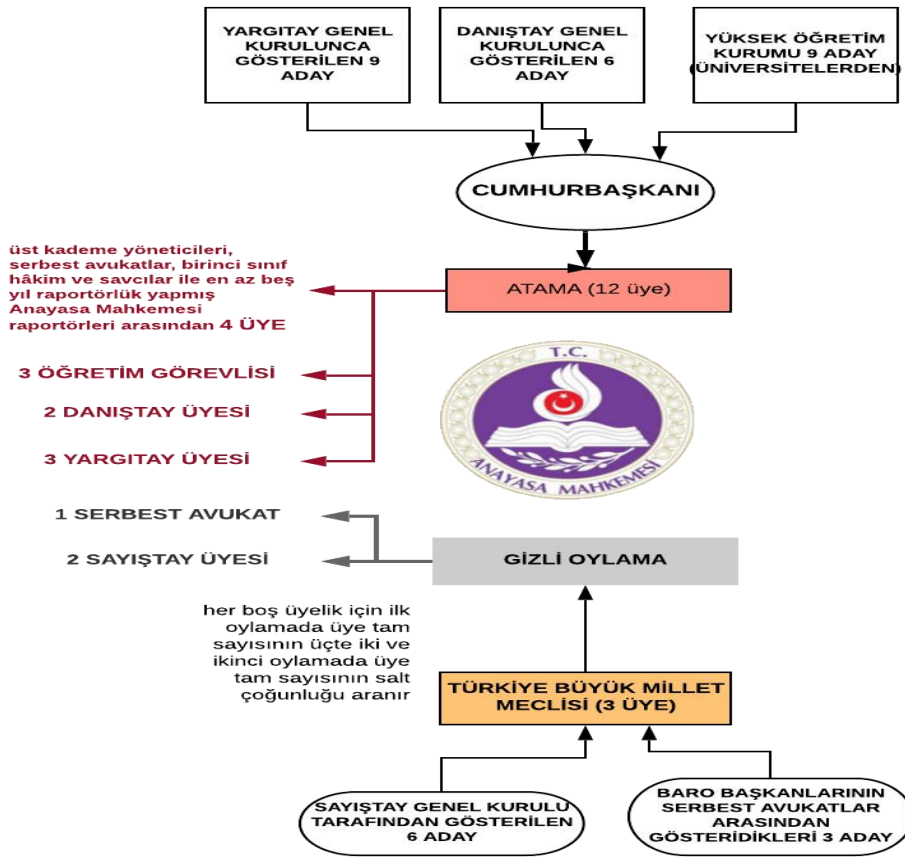 YARGITAY GENEL
KURULUNCA
GÖSTERİLEN 9
ADAY
DANIŞTAY GENEL
KURULUNCA
GÖSTERİLEN 6
ADAY
YÜKSEK ÖĞRETİM
KURUMU 9 ADAY
(ÜNİVERSİTELERDEN)
CUMHURBAŞKANI
üst kademe yöneticileri,
serbest avukatlar, birinci sınıf
hâkim ve savcılar ile en az beş
yıl raportörlük yapmış
Anayasa Mahkemesi
raportörleri arasından 4 ÜYE
ATAMA (12 üye)
3 ÖĞRETİM GÖREVLİSİ
2 DANIŞTAY ÜYESİ
3 YARGITAY ÜYESİ
T.C.
ANAYASA MAHKEMESİ
1 SERBEST AVUKAT
2 SAYIŞTAY ÜYESİ
GİZLİ OYLAMA
her boş üyelik için ilk
oylamada üye tam
sayısının üçte iki ve
ikinci oylamada üye
tam sayısının salt
çoğunluğu aranır
TÜRKİYE BÜYÜK MİLLET
MECLİSİ (3 ÜYE)
SAYIŞTAY GENEL KURULU
TARAFINDAN GÖSTERİLEN
6 ADAY
BARO BAŞKANLARININ
SERBEST AVUKATLAR
ARASINDAN
GÖSTERİDİKLERİ 3 ADAY